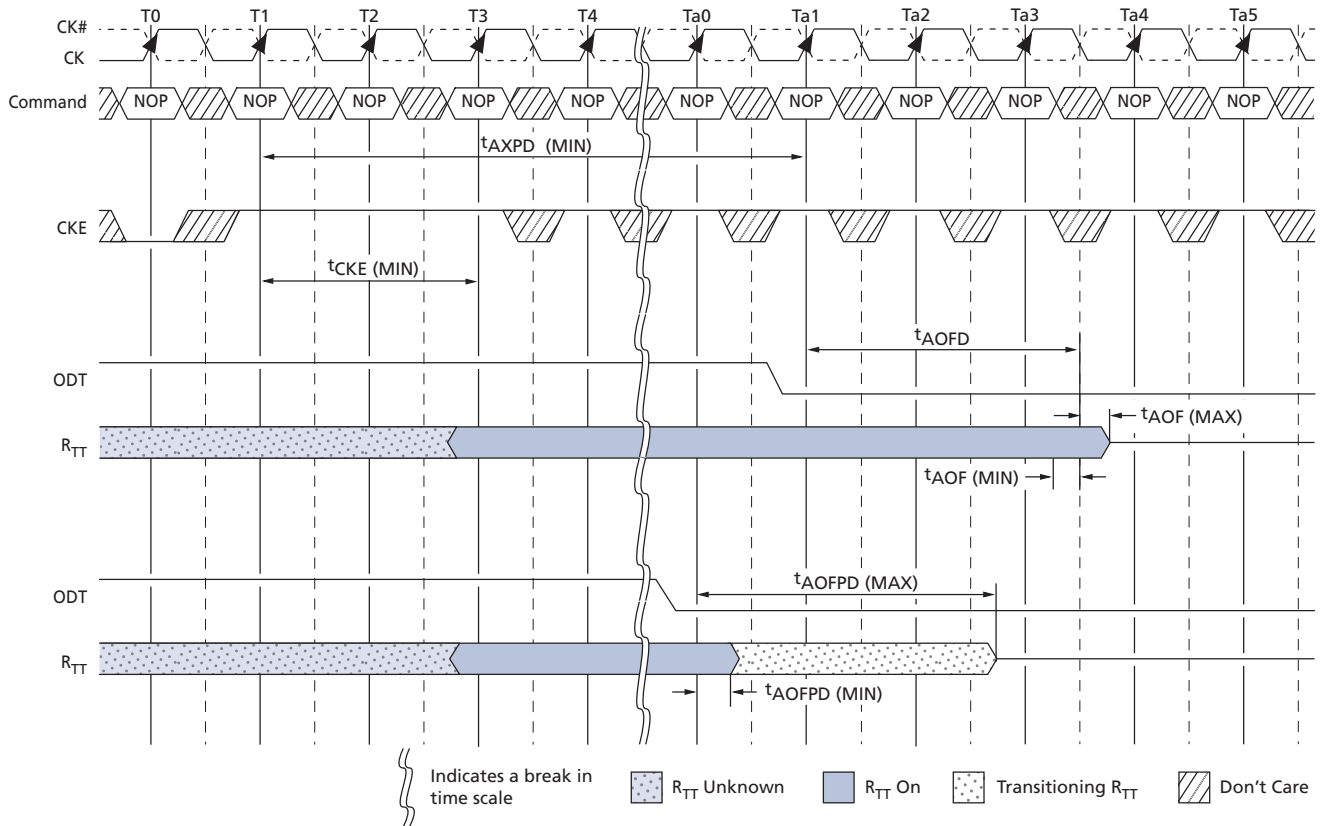 T0 T1 T2 T3 T4 Ta0 Ta1 Ta2 Ta3 Ta4 Ta5
CK#
CK
Command NOP NOP NOP NOP NOP NOP NOP NOP NOP NOP NOP
tAXPD (MIN)
CKE
tCKE (MIN)
tAOFD
ODT
tAOF (MAX)
RTT
tAOF (MIN)
tAOFPD (MAX)
ODT
RTT
tAOFPD (MIN)
Indicates a break in
time scale
RTT Unknown
RTT On
Transitioning RTT
Don't Care